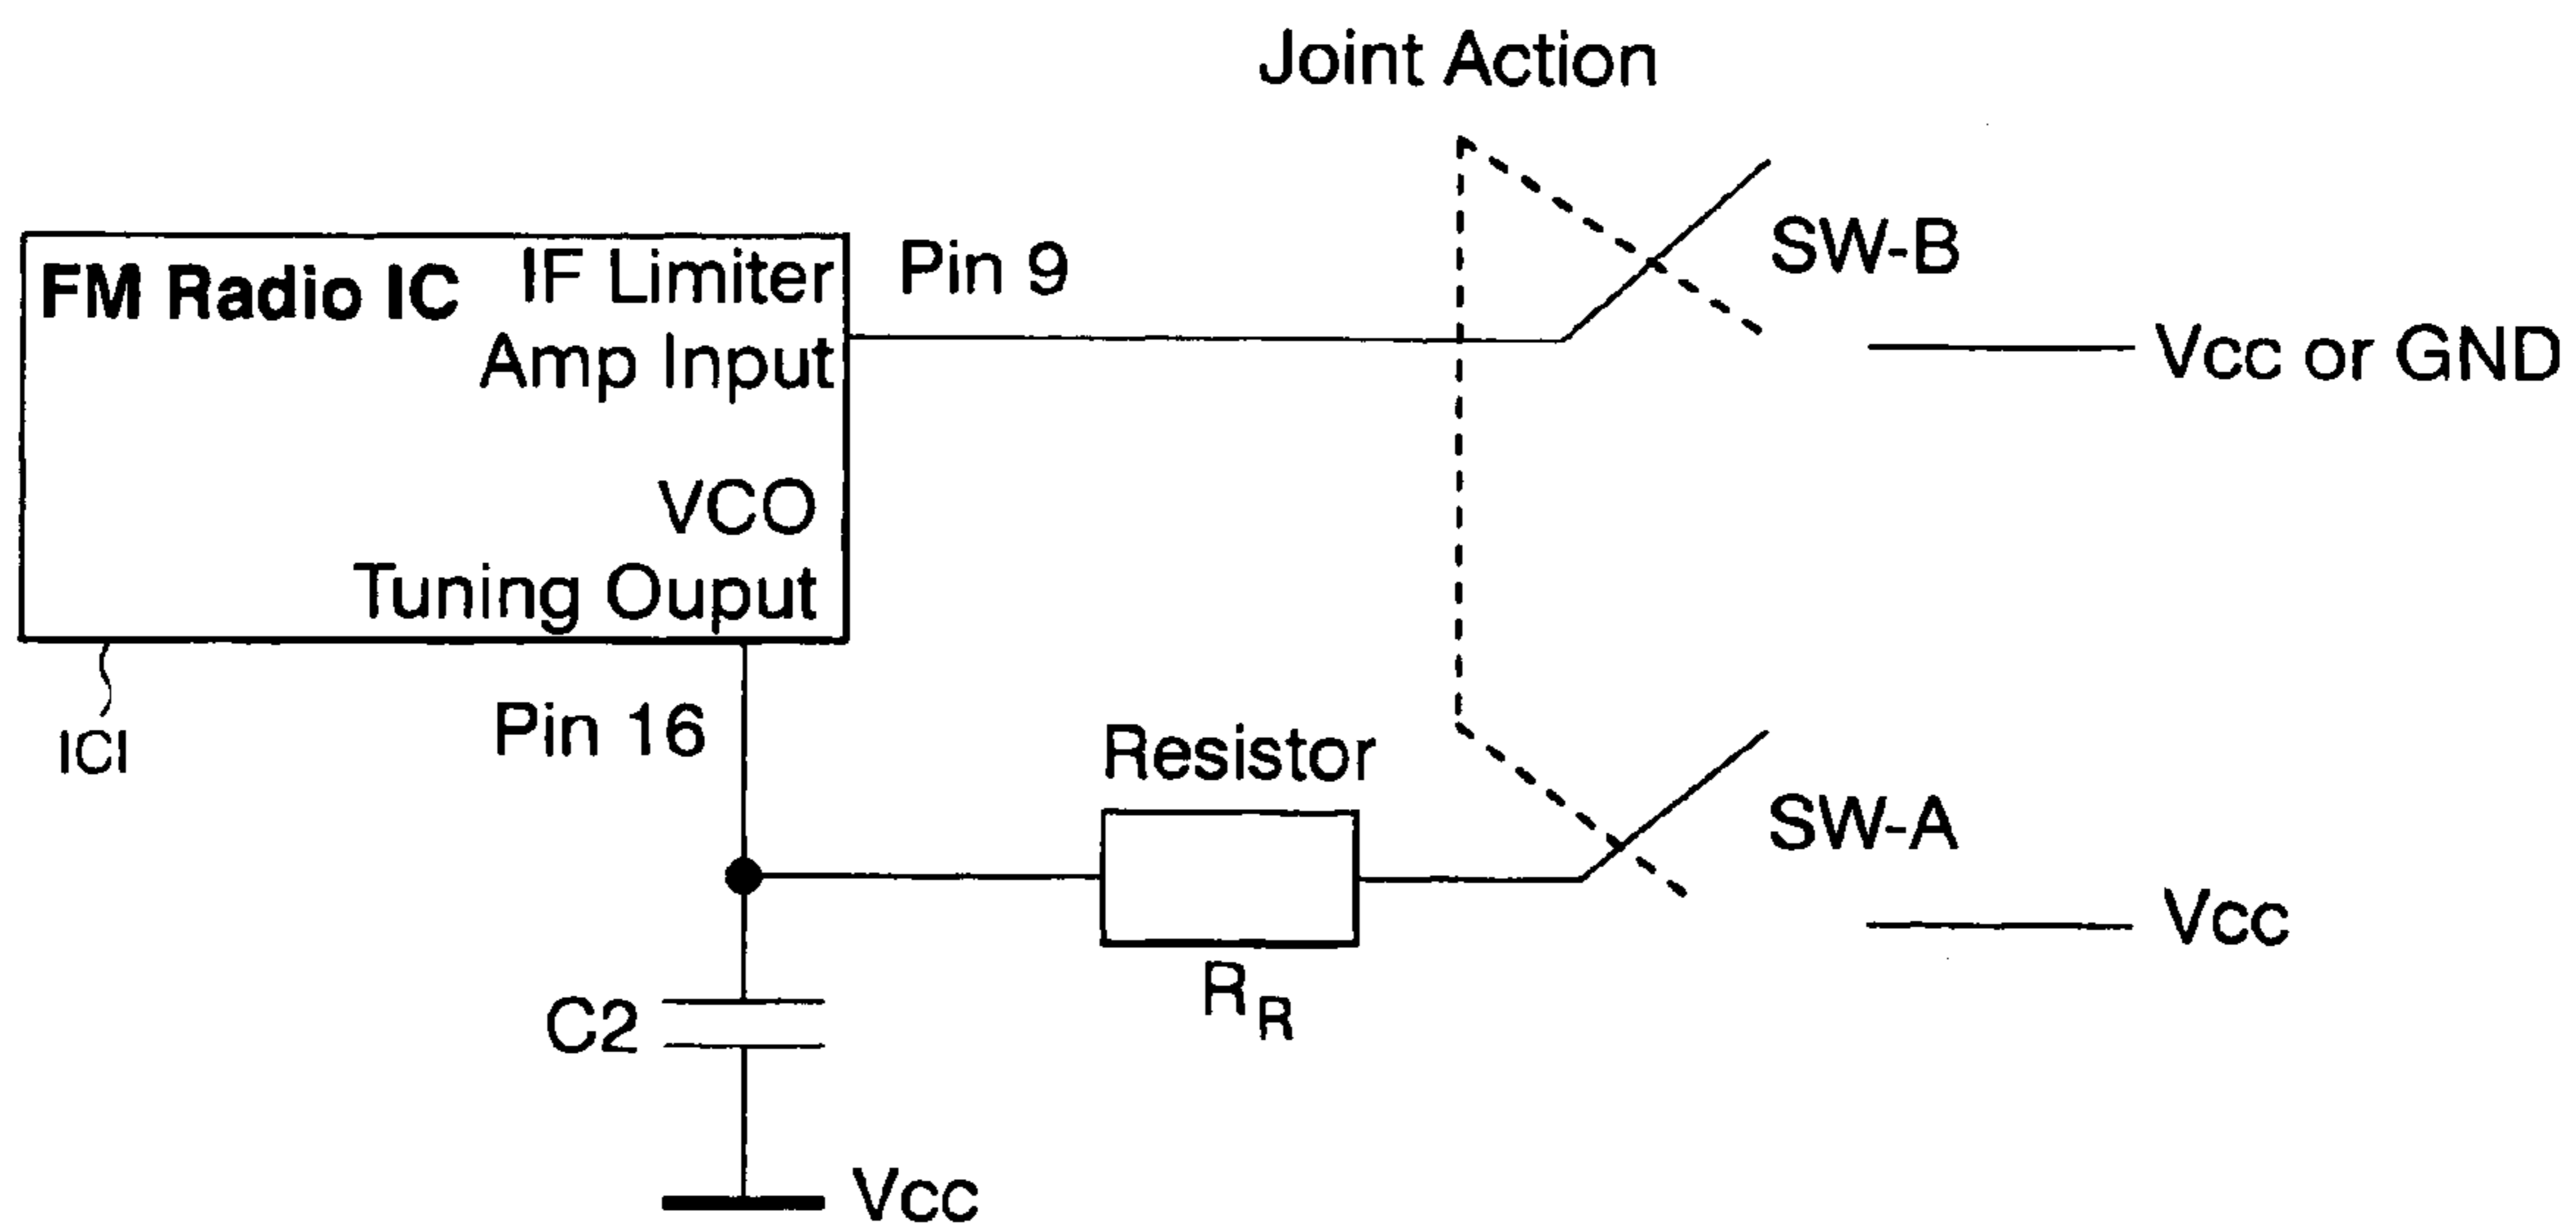 Joint Action
FM Radio IC
IF Limiter
Amp Input
Pin 9
SW-B
Vcc or GND
VCO
Tuning Ouput
ICI
Pin 16
Resistor
RR
SW-A
Vcc
C2
Vcc